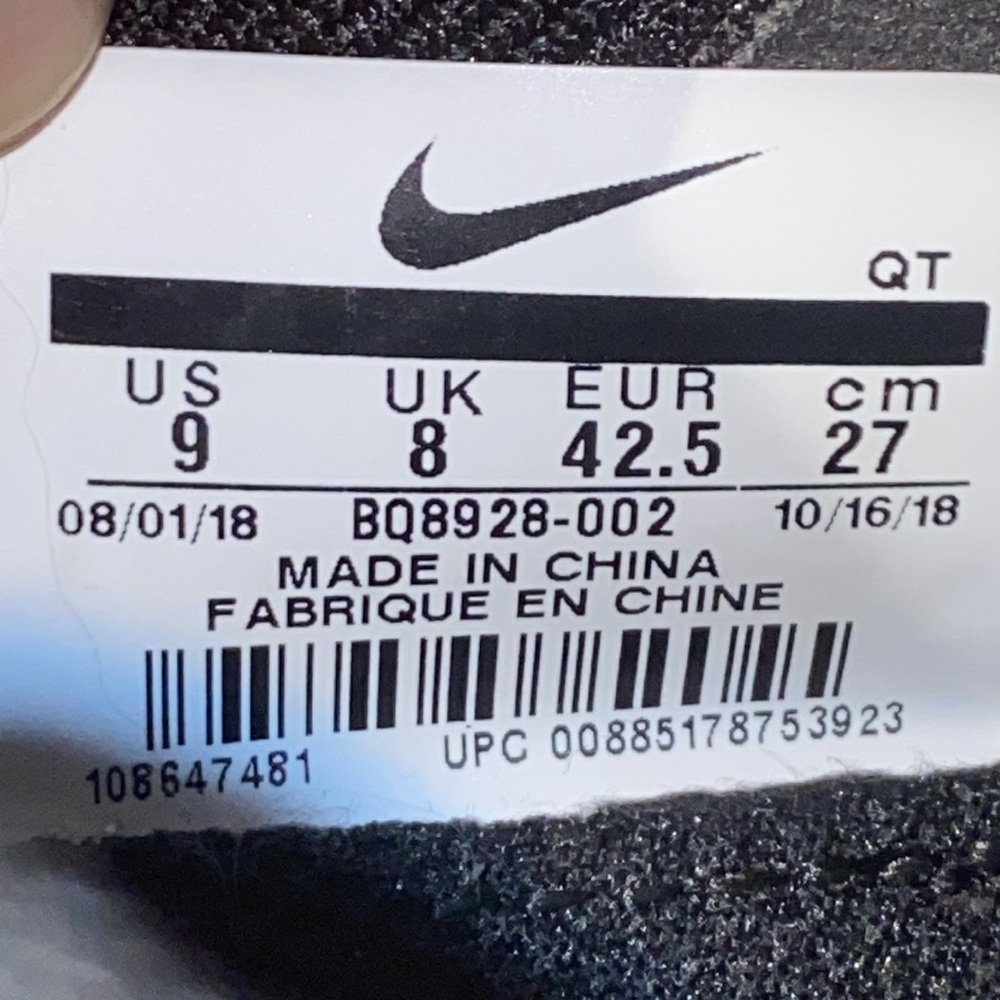 QT
US UK EUR cm
9 8 42.5 27
08/01/18 BQ8928-002 10/16/18
MADE IN CHINA
FABRIQUE EN CHINE
108647481 UPC 00885178753923